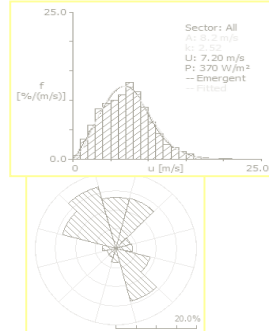 25.0
Sector: All
A: 8.2 m/s
k: 2.52
U: 7.20 m/s
P: 370 W/m²
-- Emergent
-- Fitted
f
[%/(m/s)]
0.0
0
u [m/s]
25.0
20.0%